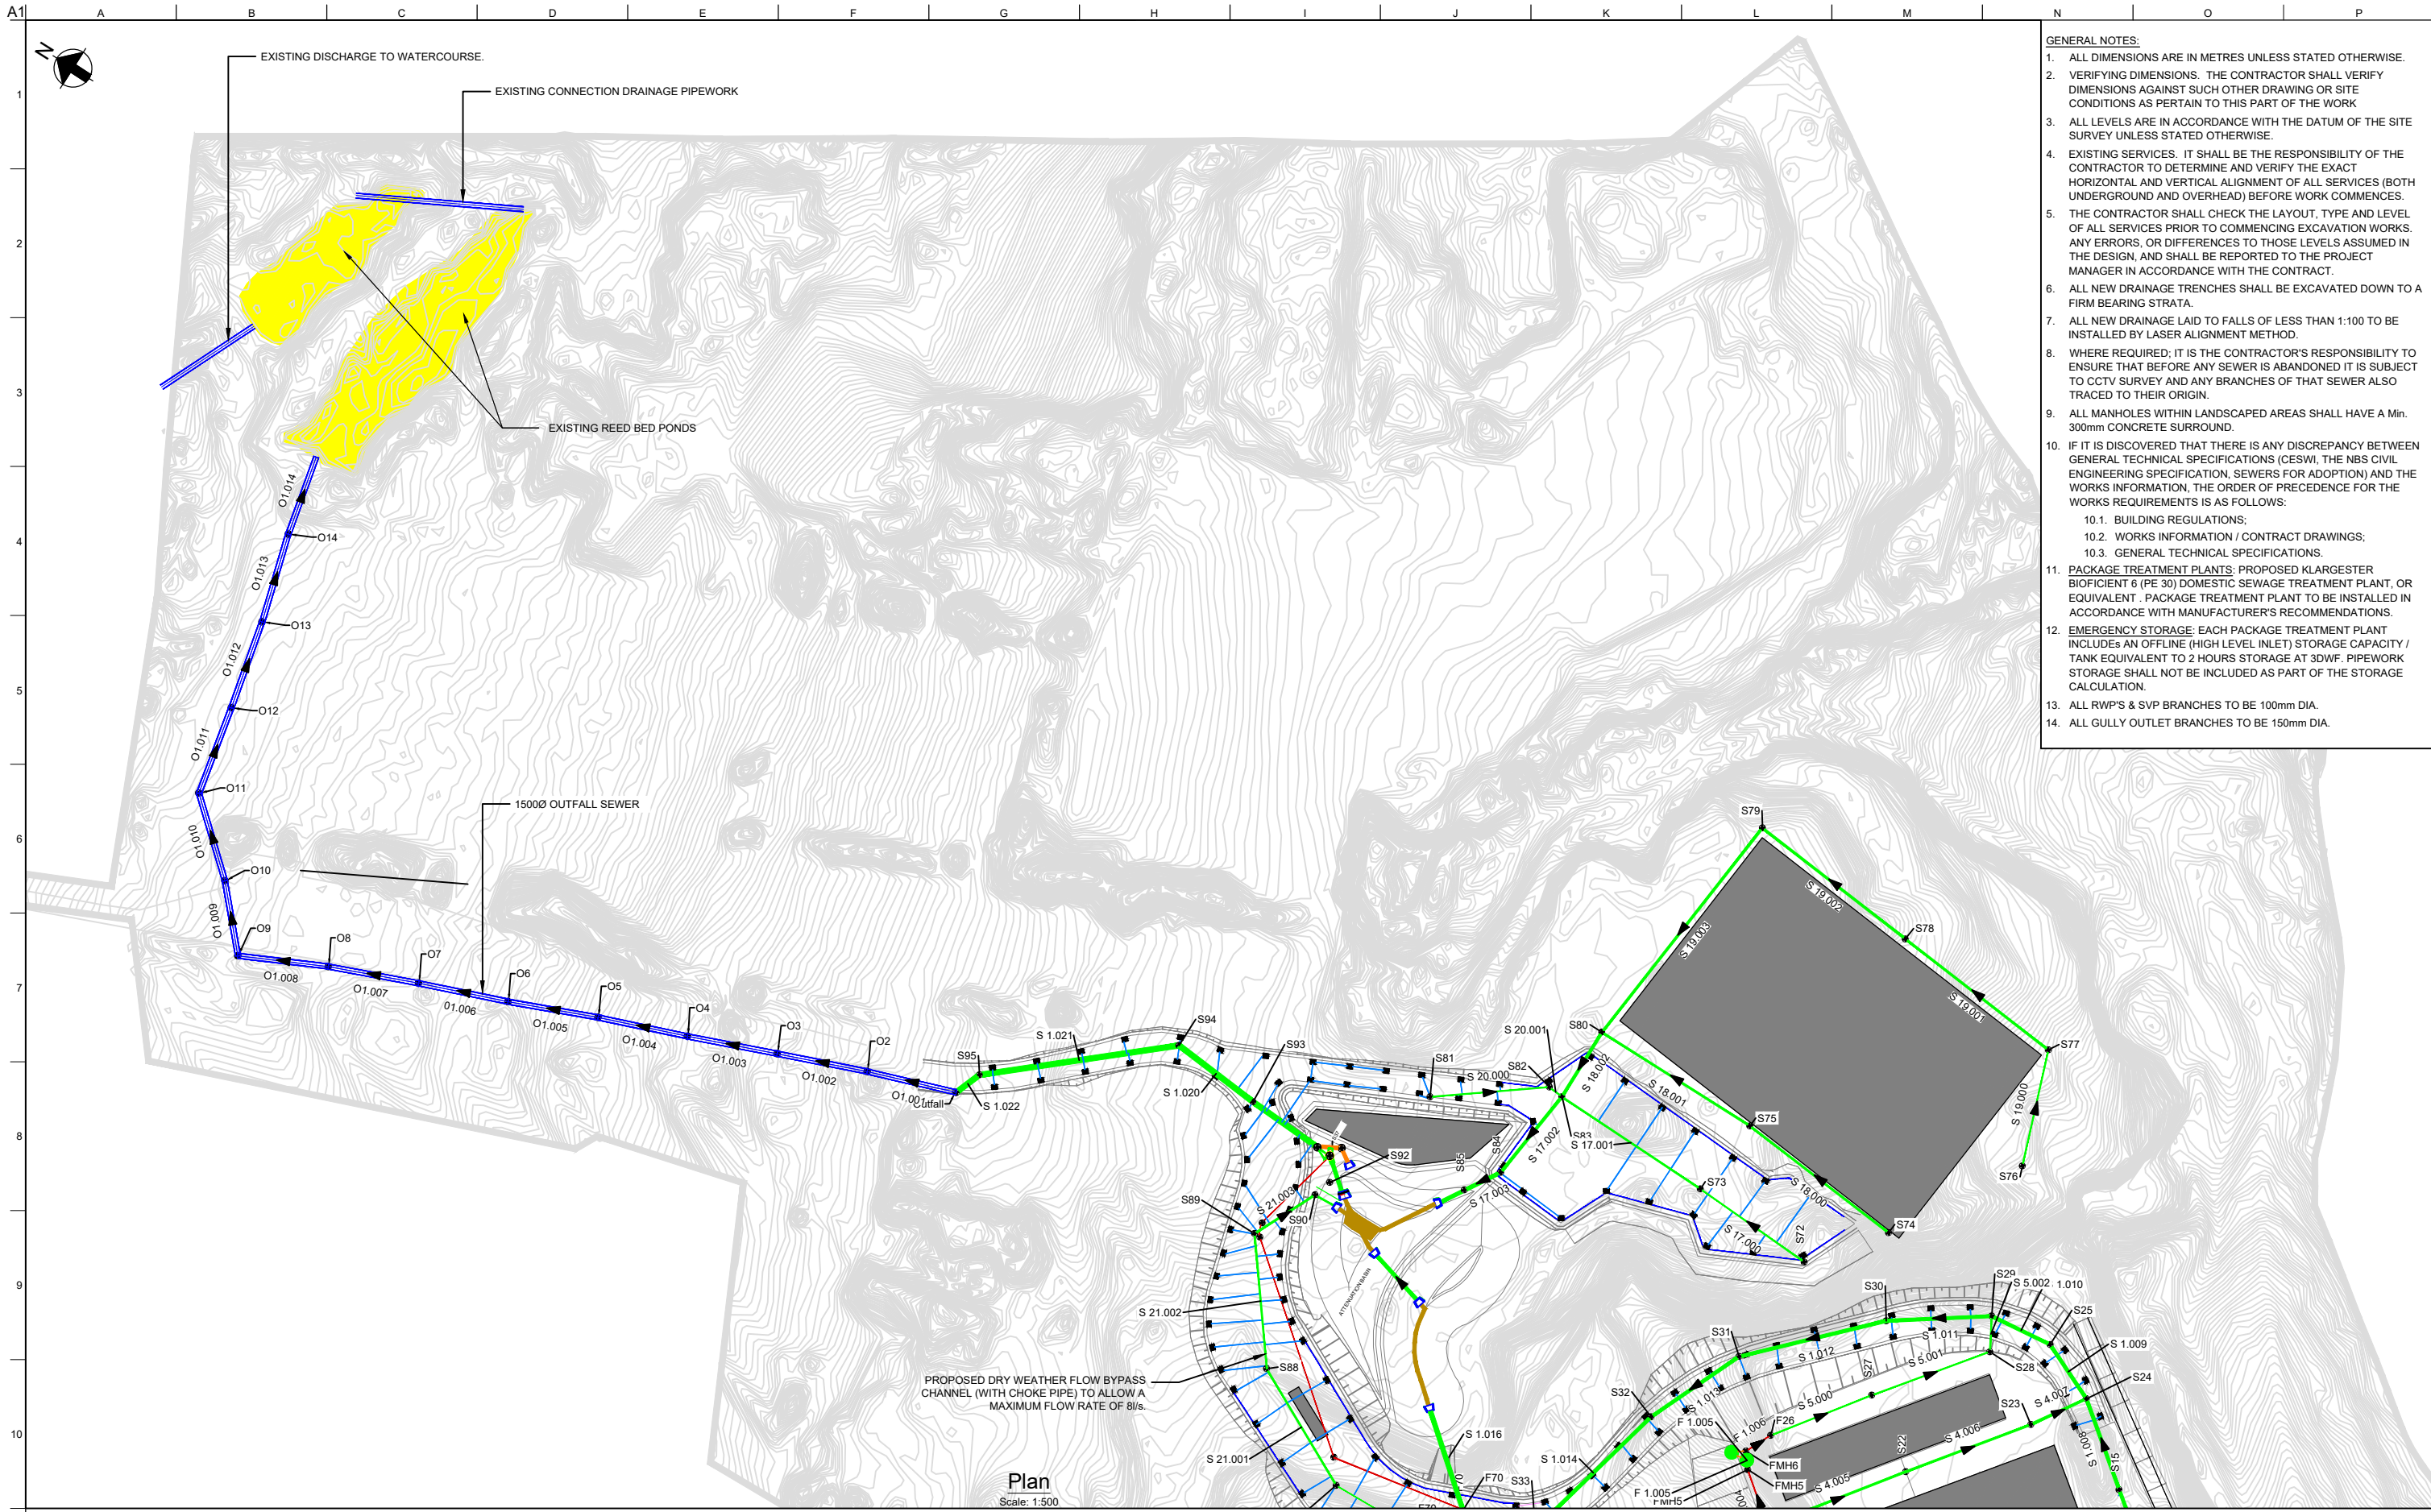 A1
A B C D E F G H I J K L M N O P
1
2
3
4
5
6
7
8
9
10
N
EXISTING DISCHARGE TO WATERCOURSE.
EXISTING CONNECTION DRAINAGE PIPEWORK
EXISTING REED BED PONDS
1500Ø OUTFALL SEWER
O1.014
O14
O1.013
O13
O1.012
O12
O1.011
O11
O1.010
O10
O1.009
O9
O8
O7
O6
O5
O4
O3
O2
O1.008
O1.007
01.006
O1.005
O1.004
O1.003
O1.002
O1.001
Outfall
S95
S 1.022
S 1.021
S94
S93
S 1.020
S81
S 20.000
S 20.001
S82
S80
S79
S78
S77
S76
S75
S74
S73
S72
S 19.003
S 19.002
S 19.001
S 19.000
S 18.002
S 18.001
S 18.000
S83
S 17.001
S 17.002
S 17.003
S 17.000
S84
S85
S92
S90
S89
S 21.003
S 21.002
S88
S 21.001
ATTENUATION BASIN
PROPOSED DRY WEATHER FLOW BYPASS
CHANNEL (WITH CHOKE PIPE) TO ALLOW A
MAXIMUM FLOW RATE OF 8l/s.
S30
S29
S 5.002
1.010
S25
S 1.009
S31
S 1.011
S 1.012
S 5.001
S28
S24
S27
S32
S 1.013
S 5.000
S23
S 4.007
F 1.005
F 1.006
F26
S 4.006
S22
S 1.008
S15
S 1.016
S 1.014
FMH6
F70
S33
F 1.005
FMH5
S 4.005
FMH5
Plan
Scale: 1:500
GENERAL NOTES:
1. ALL DIMENSIONS ARE IN METRES UNLESS STATED OTHERWISE.
2. VERIFYING DIMENSIONS. THE CONTRACTOR SHALL VERIFY
DIMENSIONS AGAINST SUCH OTHER DRAWING OR SITE
CONDITIONS AS PERTAIN TO THIS PART OF THE WORK
3. ALL LEVELS ARE IN ACCORDANCE WITH THE DATUM OF THE SITE
SURVEY UNLESS STATED OTHERWISE.
4. EXISTING SERVICES. IT SHALL BE THE RESPONSIBILITY OF THE
CONTRACTOR TO DETERMINE AND VERIFY THE EXACT
HORIZONTAL AND VERTICAL ALIGNMENT OF ALL SERVICES (BOTH
UNDERGROUND AND OVERHEAD) BEFORE WORK COMMENCES.
5. THE CONTRACTOR SHALL CHECK THE LAYOUT, TYPE AND LEVEL
OF ALL SERVICES PRIOR TO COMMENCING EXCAVATION WORKS.
ANY ERRORS, OR DIFFERENCES TO THOSE LEVELS ASSUMED IN
THE DESIGN, AND SHALL BE REPORTED TO THE PROJECT
MANAGER IN ACCORDANCE WITH THE CONTRACT.
6. ALL NEW DRAINAGE TRENCHES SHALL BE EXCAVATED DOWN TO A
FIRM BEARING STRATA.
7. ALL NEW DRAINAGE LAID TO FALLS OF LESS THAN 1:100 TO BE
INSTALLED BY LASER ALIGNMENT METHOD.
8. WHERE REQUIRED; IT IS THE CONTRACTOR'S RESPONSIBILITY TO
ENSURE THAT BEFORE ANY SEWER IS ABANDONED IT IS SUBJECT
TO CCTV SURVEY AND ANY BRANCHES OF THAT SEWER ALSO
TRACED TO THEIR ORIGIN.
9. ALL MANHOLES WITHIN LANDSCAPED AREAS SHALL HAVE A Min.
300mm CONCRETE SURROUND.
10. IF IT IS DISCOVERED THAT THERE IS ANY DISCREPANCY BETWEEN
GENERAL TECHNICAL SPECIFICATIONS (CESWI, THE NBS CIVIL
ENGINEERING SPECIFICATION, SEWERS FOR ADOPTION) AND THE
WORKS INFORMATION, THE ORDER OF PRECEDENCE FOR THE
WORKS REQUIREMENTS IS AS FOLLOWS:
10.1. BUILDING REGULATIONS;
10.2. WORKS INFORMATION / CONTRACT DRAWINGS;
10.3. GENERAL TECHNICAL SPECIFICATIONS.
11. PACKAGE TREATMENT PLANTS: PROPOSED KLARGESTER
BIOFICIENT 6 (PE 30) DOMESTIC SEWAGE TREATMENT PLANT, OR
EQUIVALENT . PACKAGE TREATMENT PLANT TO BE INSTALLED IN
ACCORDANCE WITH MANUFACTURER'S RECOMMENDATIONS.
12. EMERGENCY STORAGE: EACH PACKAGE TREATMENT PLANT
INCLUDEs AN OFFLINE (HIGH LEVEL INLET) STORAGE CAPACITY /
TANK EQUIVALENT TO 2 HOURS STORAGE AT 3DWF. PIPEWORK
STORAGE SHALL NOT BE INCLUDED AS PART OF THE STORAGE
CALCULATION.
13. ALL RWP'S & SVP BRANCHES TO BE 100mm DIA.
14. ALL GULLY OUTLET BRANCHES TO BE 150mm DIA.